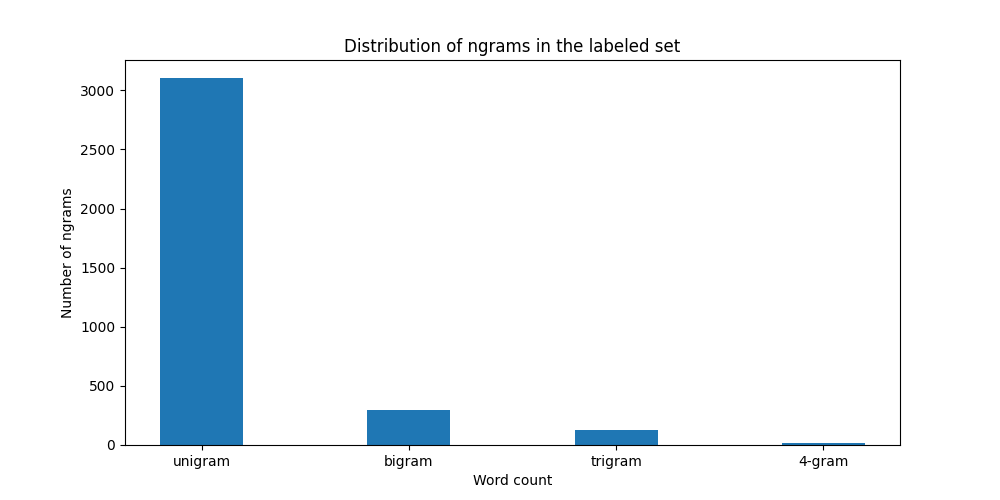 Distribution of ngrams in the labeled set
Number of ngrams
3000
2500
2000
1500
1000
500
0
unigram bigram trigram 4-gram
Word count